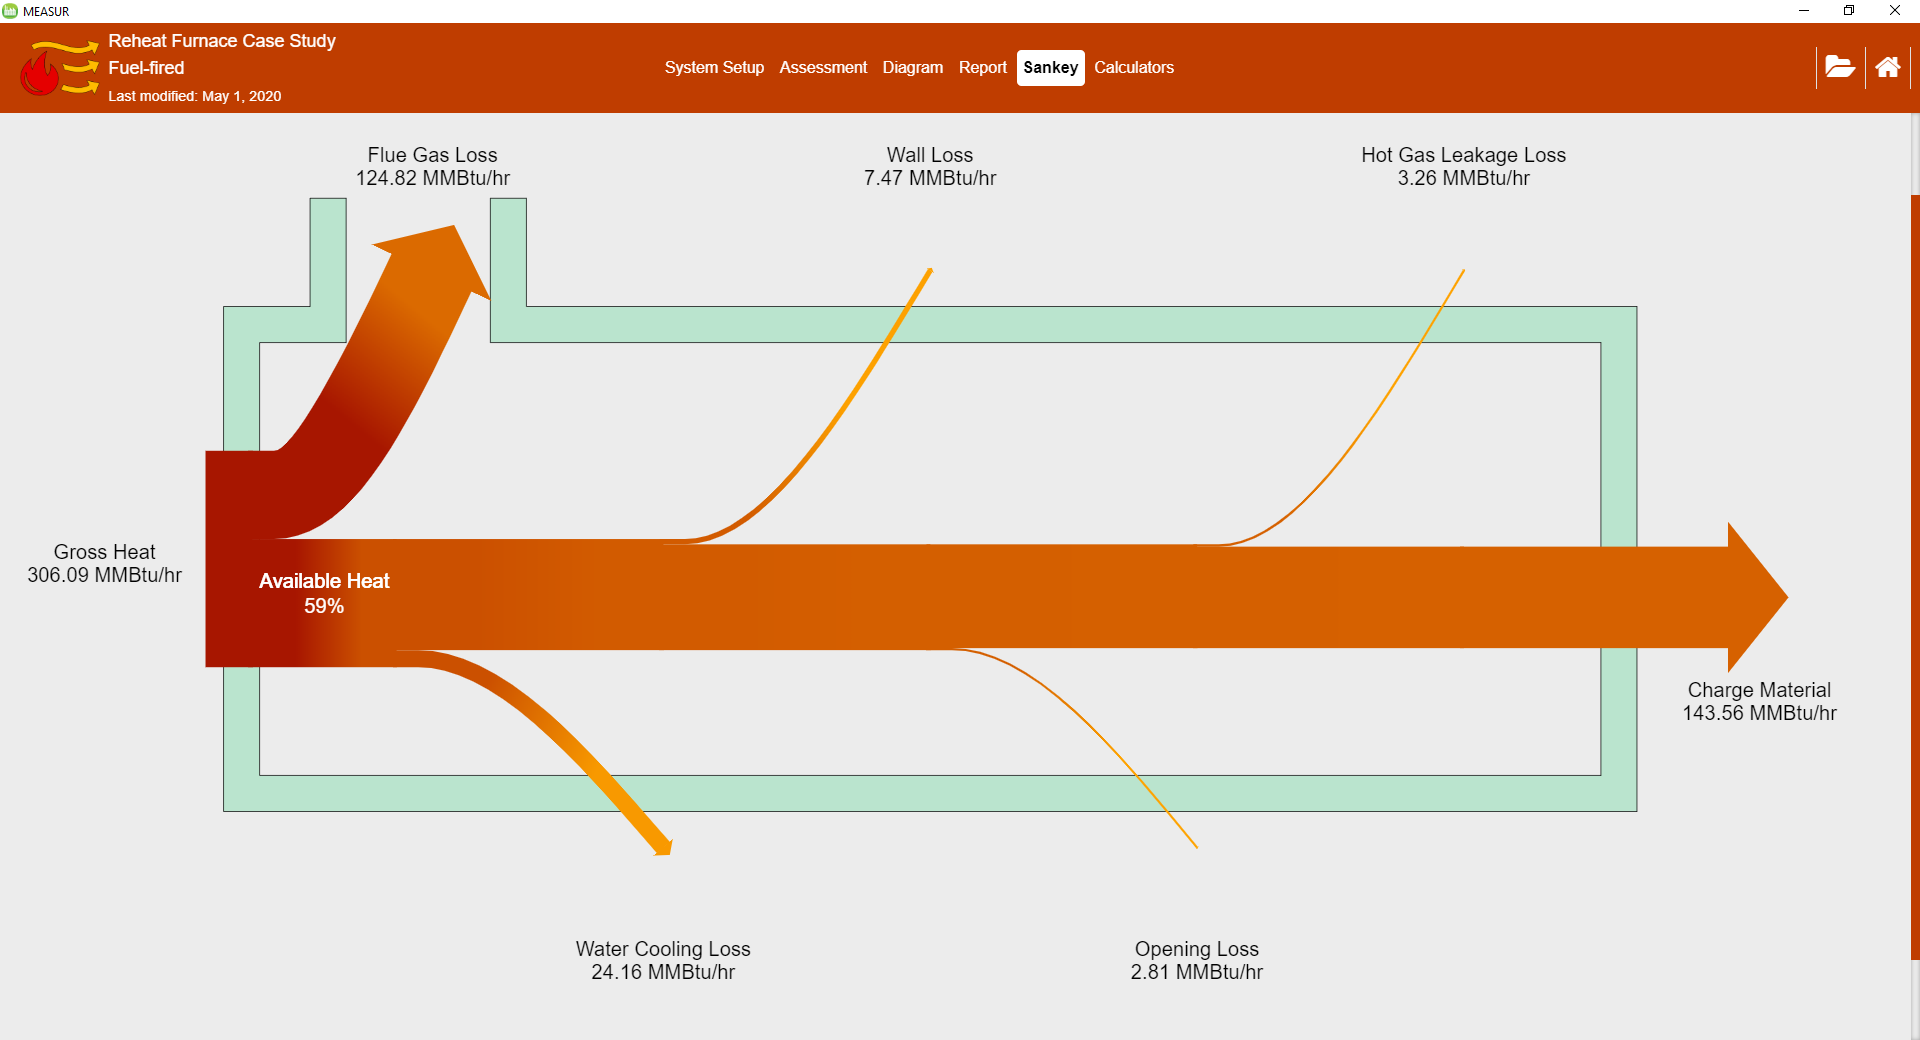 MEASUR
Reheat Furnace Case Study
Fuel-fired
Last modified: May 1, 2020
System Setup Assessment Diagram Report Sankey Calculators
Flue Gas Loss
124.82 MMBtu/hr
Wall Loss
7.47 MMBtu/hr
Hot Gas Leakage Loss
3.26 MMBtu/hr
Gross Heat
306.09 MMBtu/hr
Available Heat
59%
Charge Material
143.56 MMBtu/hr
Water Cooling Loss
24.16 MMBtu/hr
Opening Loss
2.81 MMBtu/hr